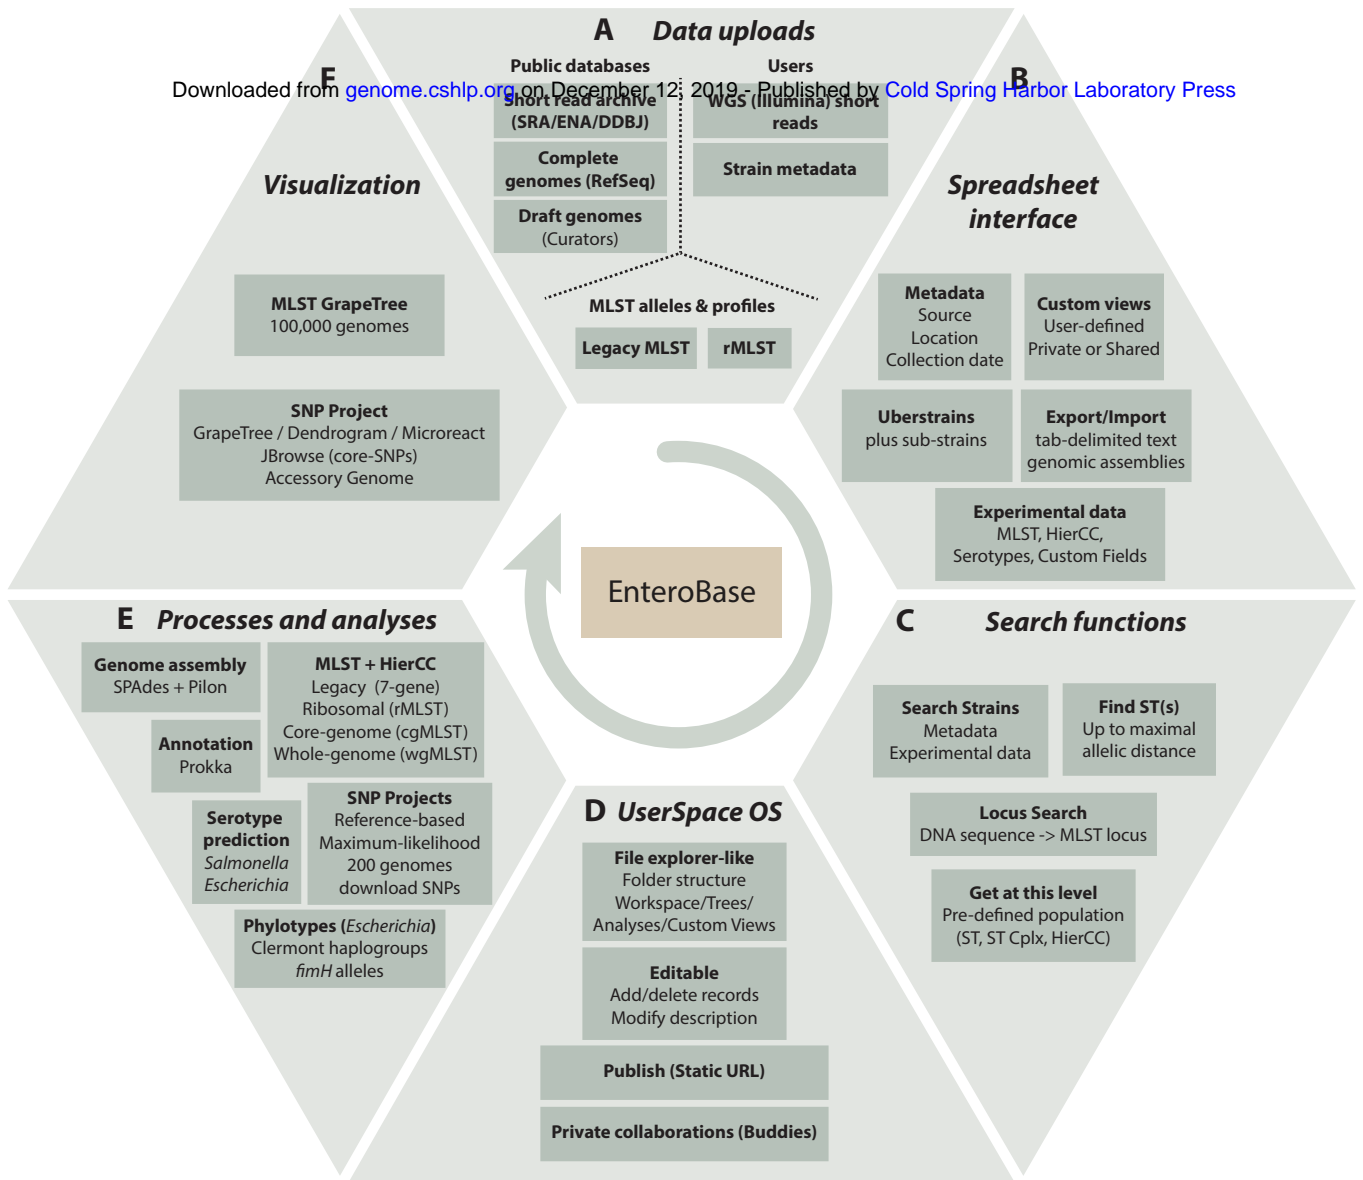 A Data uploads
Public databases
Users
Downloaded from genome.cshlp.org on December 12, 2019 - Published by Cold Spring Harbor Laboratory Press
Short read archive
(SRA/ENA/DDBJ)
Complete
genomes (RefSeq)
Draft genomes
(Curators)
WGS (Illumina) short
reads
Strain metadata
MLST alleles & profiles
Legacy MLST
rMLST
B
Spreadsheet
interface
Metadata
Source
Location
Collection date
Custom views
User-defined
Private or Shared
Uberstrains
plus sub-strains
Export/Import
tab-delimited text
genomic assemblies
Experimental data
MLST, HierCC,
Serotypes, Custom Fields
C Search functions
Search Strains
Metadata
Experimental data
Find ST(s)
Up to maximal
allelic distance
Locus Search
DNA sequence -> MLST locus
Get at this level
Pre-defined population
(ST, ST Cplx, HierCC)
D UserSpace OS
File explorer-like
Folder structure
Workspace/Trees/
Analyses/Custom Views
Editable
Add/delete records
Modify description
Publish (Static URL)
Private collaborations (Buddies)
E Processes and analyses
Genome assembly
SPAdes + Pilon
MLST + HierCC
Legacy (7-gene)
Ribosomal (rMLST)
Core-genome (cgMLST)
Whole-genome (wgMLST)
Annotation
Prokka
Serotype
prediction
Salmonella
Escherichia
SNP Projects
Reference-based
Maximum-likelihood
200 genomes
download SNPs
Phylotypes (Escherichia)
Clermont haplogroups
fimH alleles
F
Visualization
MLST GrapeTree
100,000 genomes
SNP Project
GrapeTree / Dendrogram / Microreact
JBrowse (core-SNPs)
Accessory Genome
EnteroBase